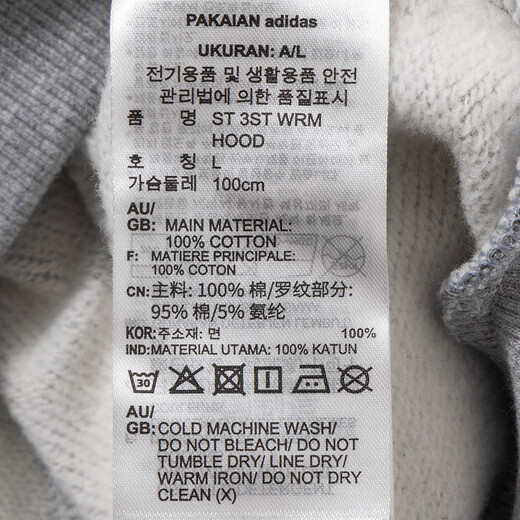 PAKAIAN adidas
UKURAN: A/L
전기용품 및 생활용품 안전
관리법에 의한 품질표시
품 명 ST 3ST WRM
HOOD
호 칭 L
가슴둘레 100cm
AU/
GB: MAIN MATERIAL:
100% COTTON
F: MATIERE PRINCIPALE:
100% COTON
CN: 主料: 100% 棉/罗纹部分:
95% 棉/5% 氨纶
KOR:주소재: 면 100%
IND:MATERIAL UTAMA: 100% KATUN
30
AU/
GB: COLD MACHINE WASH/
DO NOT BLEACH/ DO NOT
TUMBLE DRY/ LINE DRY/
WARM IRON/ DO NOT DRY
CLEAN (X)